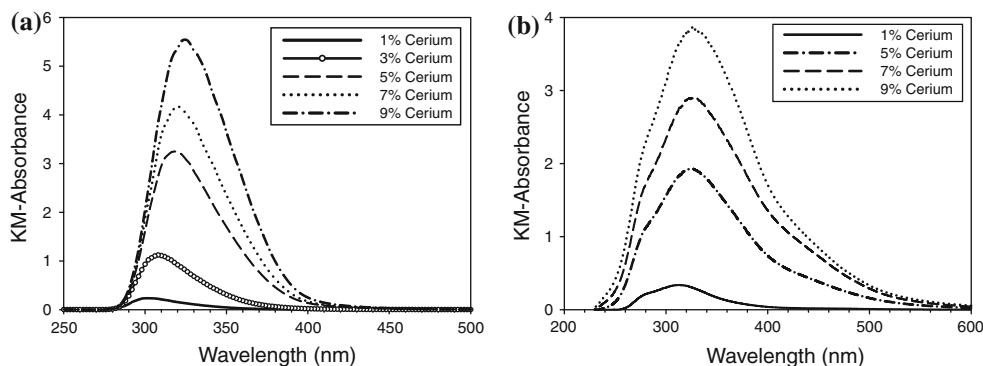 (a)
6
5
4
3
2
1
0
KM-Absorbance
1% Cerium
3% Cerium
5% Cerium
7% Cerium
9% Cerium
250 300 350 400 450 500
Wavelength (nm)
(b)
4
3
2
1
0
KM-Absorbance
1% Cerium
5% Cerium
7% Cerium
9% Cerium
200 300 400 500 600
Wavelength (nm)